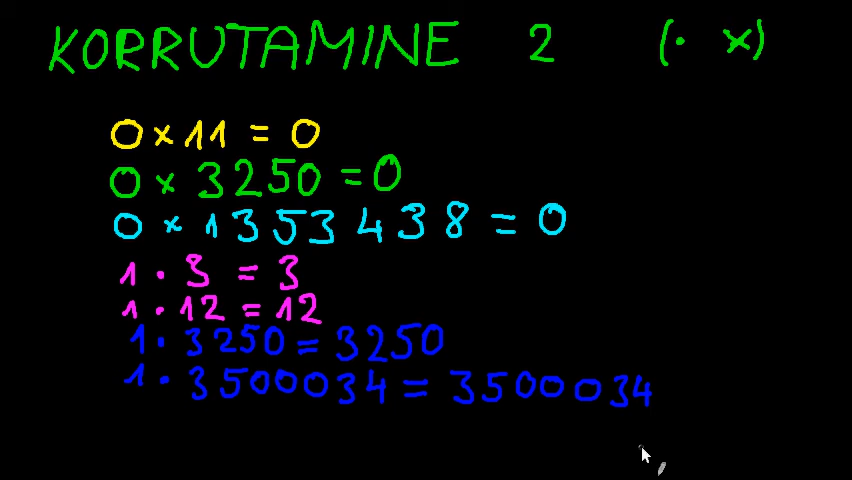 KORRUTAMINE 2 (· ×)
0 × 11 = 0
0 × 3250 = 0
0 × 1353438 = 0
1 · 3 = 3
1 · 12 = 12
1 · 3250 = 3250
1 · 3500034 = 3500034